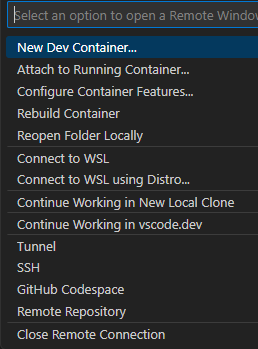 Select an option to open a Remote Window
New Dev Container...
Attach to Running Container...
Configure Container Features...
Rebuild Container
Reopen Folder Locally
Connect to WSL
Connect to WSL using Distro...
Continue Working in New Local Clone
Continue Working in vscode.dev
Tunnel
SSH
GitHub Codespace
Remote Repository
Close Remote Connection